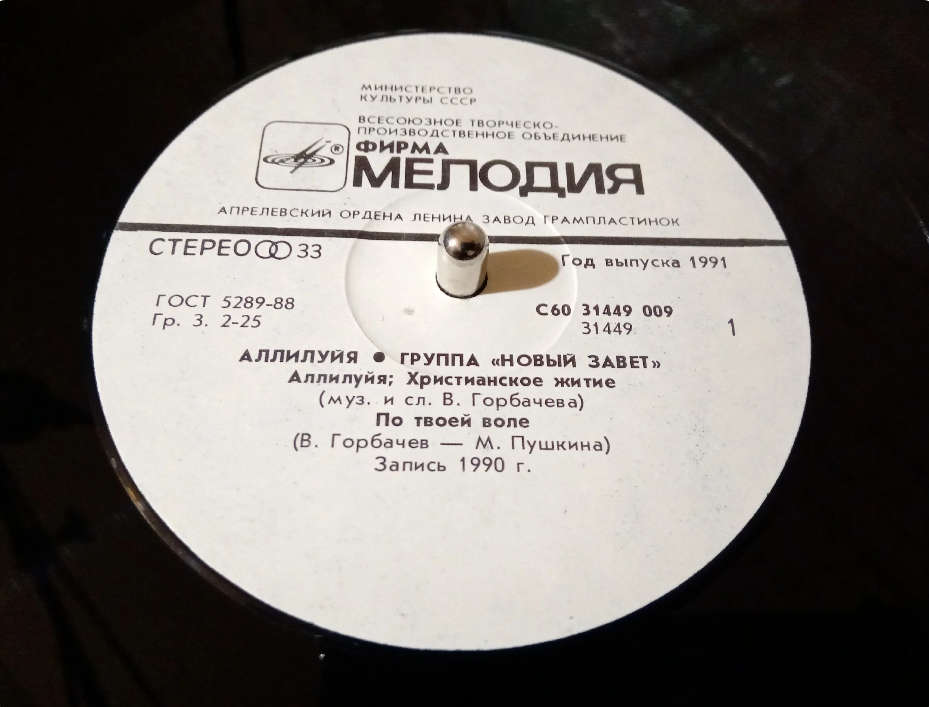 МИНИСТЕРСТВО
КУЛЬТУРЫ СССР
ВСЕСОЮЗНОЕ ТВОРЧЕСКО-
ПРОИЗВОДСТВЕННОЕ ОБЪЕДИНЕНИЕ
®
ФИРМА
МЕЛОДИЯ
АПРЕЛЕВСКИЙ ОРДЕНА ЛЕНИНА ЗАВОД ГРАМПЛАСТИНОК
СТЕРЕО 33
Год выпуска 1991
ГОСТ 5289-88
Гр. 3. 2-25
С60 31449 009
31449
1
АЛЛИЛУЙЯ ● ГРУППА «НОВЫЙ ЗАВЕТ»
Аллилуйя; Христианское житие
(муз. и сл. В. Горбачева)
По твоей воле
(В. Горбачев — М. Пушкина)
Запись 1990 г.